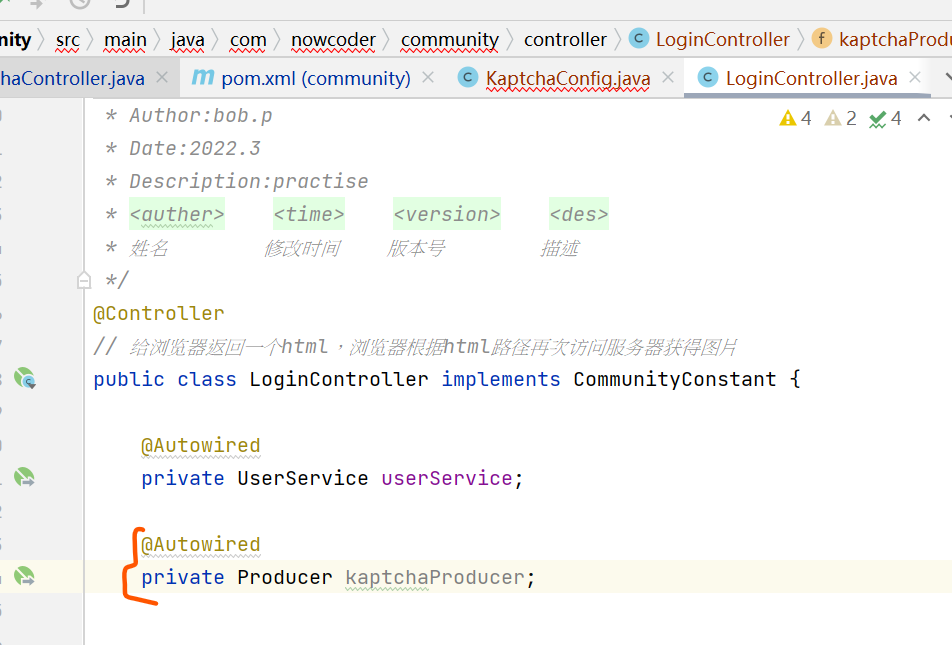 nity src main java com nowcoder community controller LoginController kaptchaProdu
haController.java pom.xml (community) KaptchaConfig.java LoginController.java
* Author:bob.p 4 2 4
* Date:2022.3
* Description:practise
* <auther> <time> <version> <des>
* 姓名 修改时间 版本号 描述
*/
@Controller
// 给浏览器返回一个html，浏览器根据html路径再次访问服务器获得图片
public class LoginController implements CommunityConstant {
@Autowired
private UserService userService;
@Autowired
private Producer kaptchaProducer;